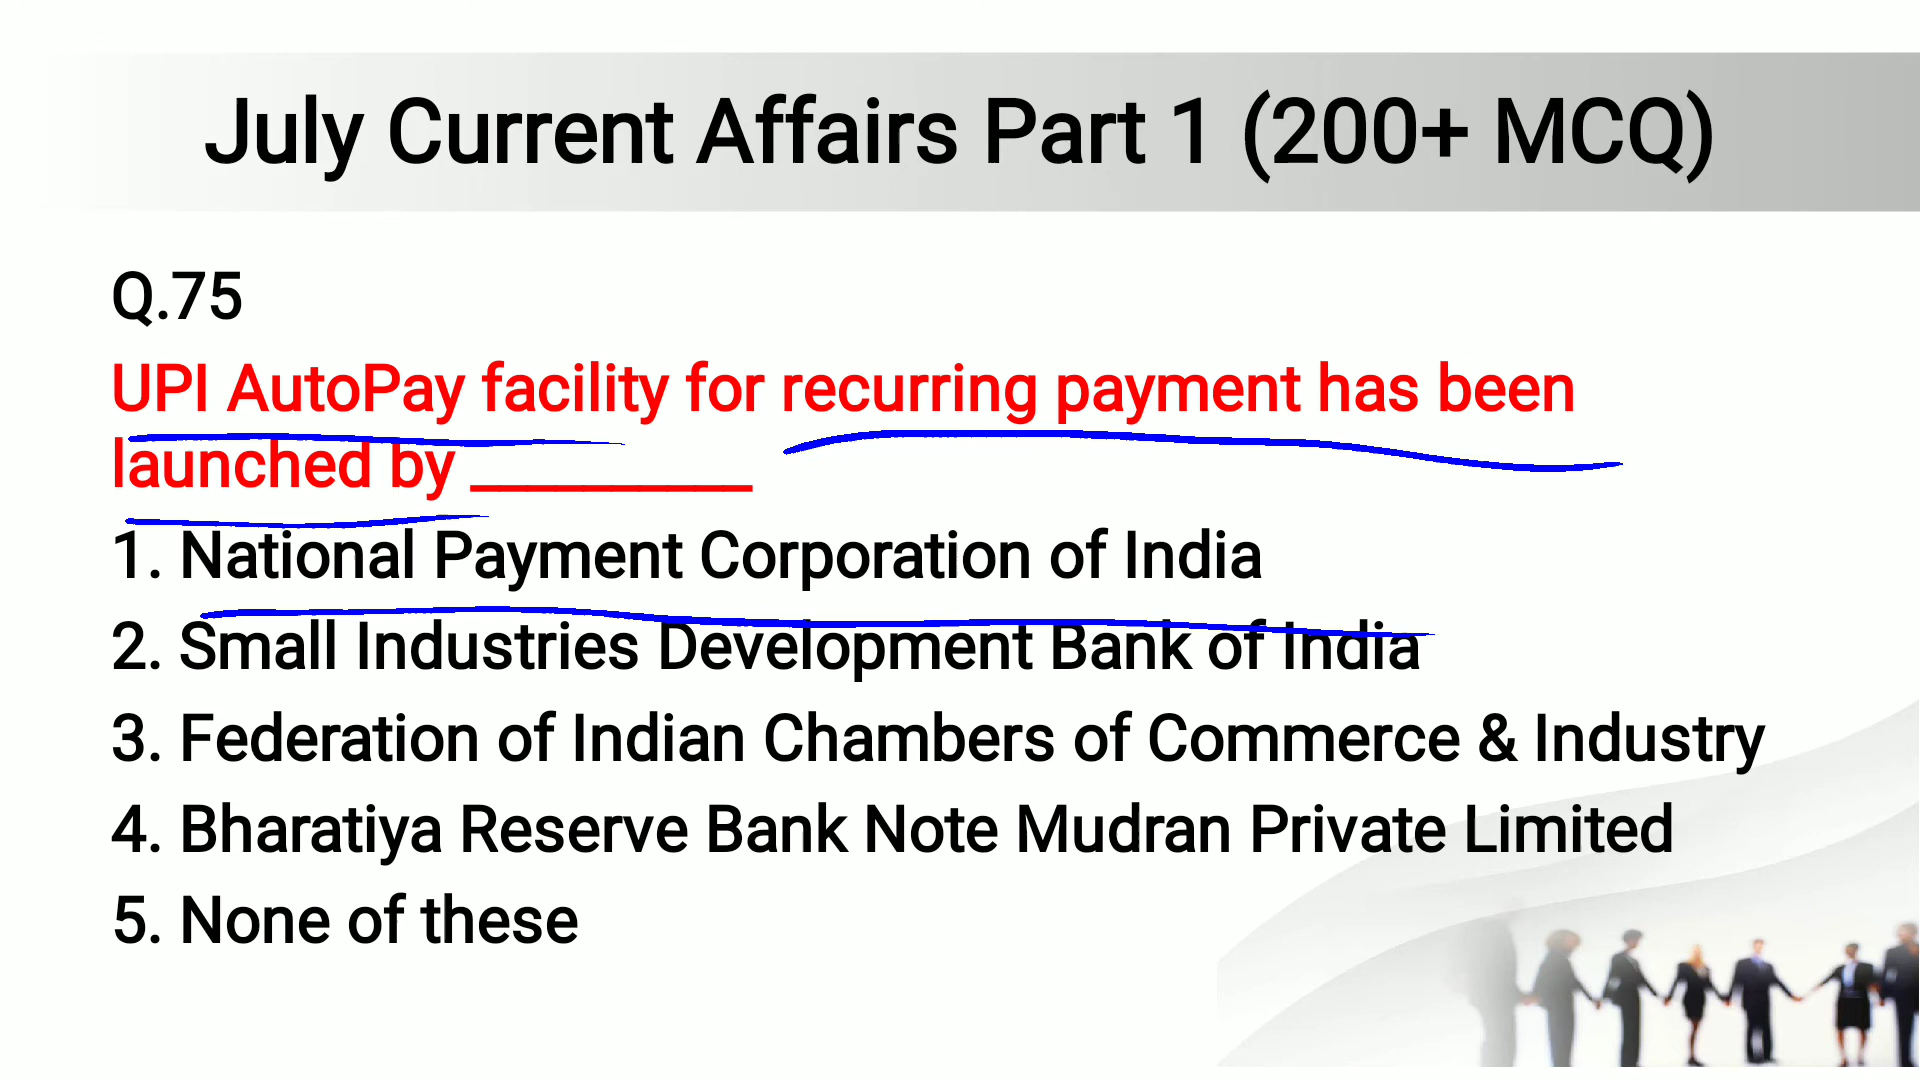 July Current Affairs Part 1 (200+ MCQ)
Q.75
UPI AutoPay facility for recurring payment has been
launched by __________
1. National Payment Corporation of India
2. Small Industries Development Bank of India
3. Federation of Indian Chambers of Commerce & Industry
4. Bharatiya Reserve Bank Note Mudran Private Limited
5. None of these